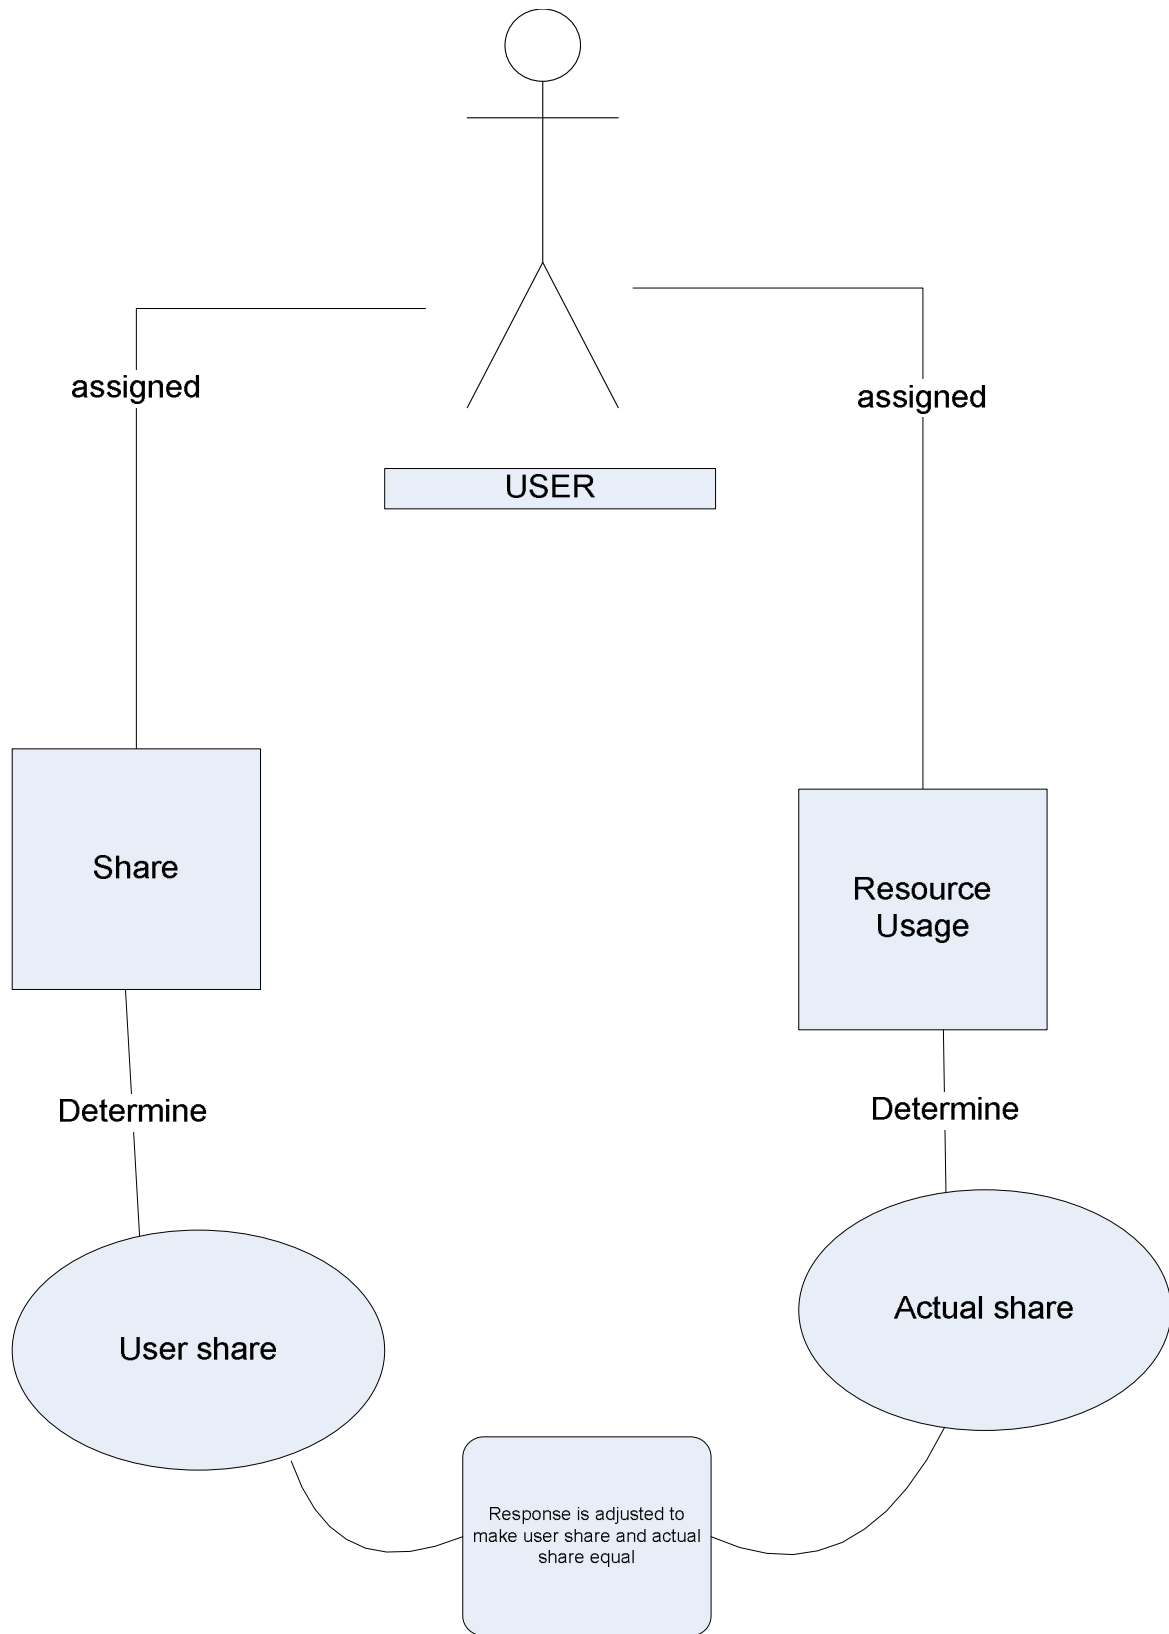 assigned
assigned
USER
Share
Resource
Usage
Determine
Determine
User share
Actual share
Response is adjusted to
make user share and actual
share equal